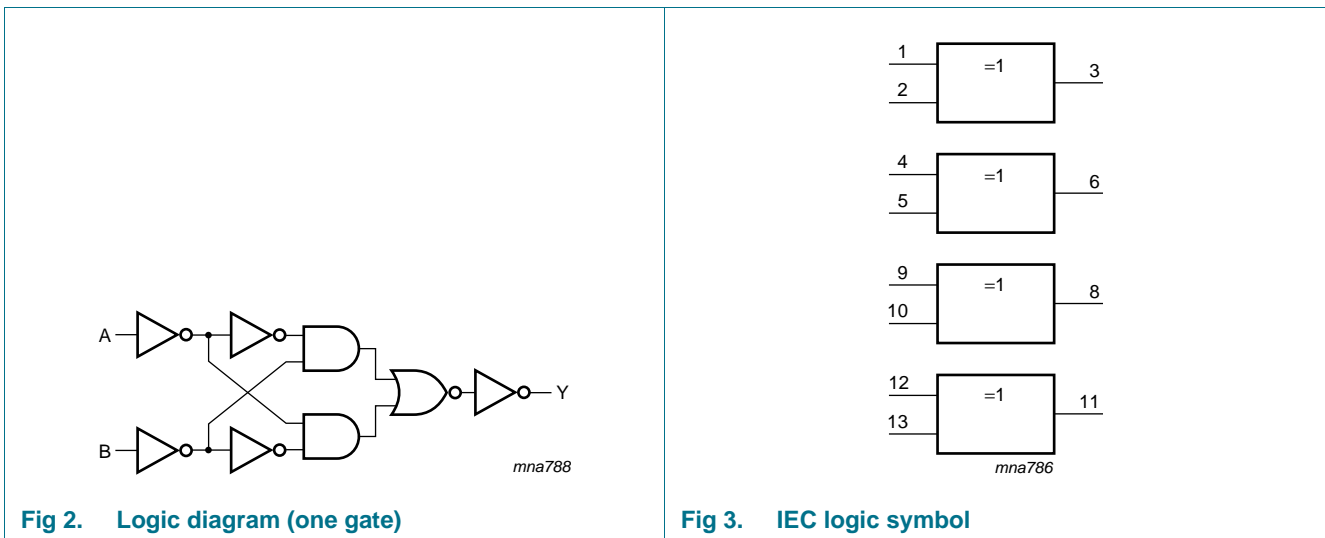 A
B
Y
mna788
Fig 2. Logic diagram (one gate)
1
2
=1
3
4
5
=1
6
9
10
=1
8
12
13
=1
11
mna786
Fig 3. IEC logic symbol